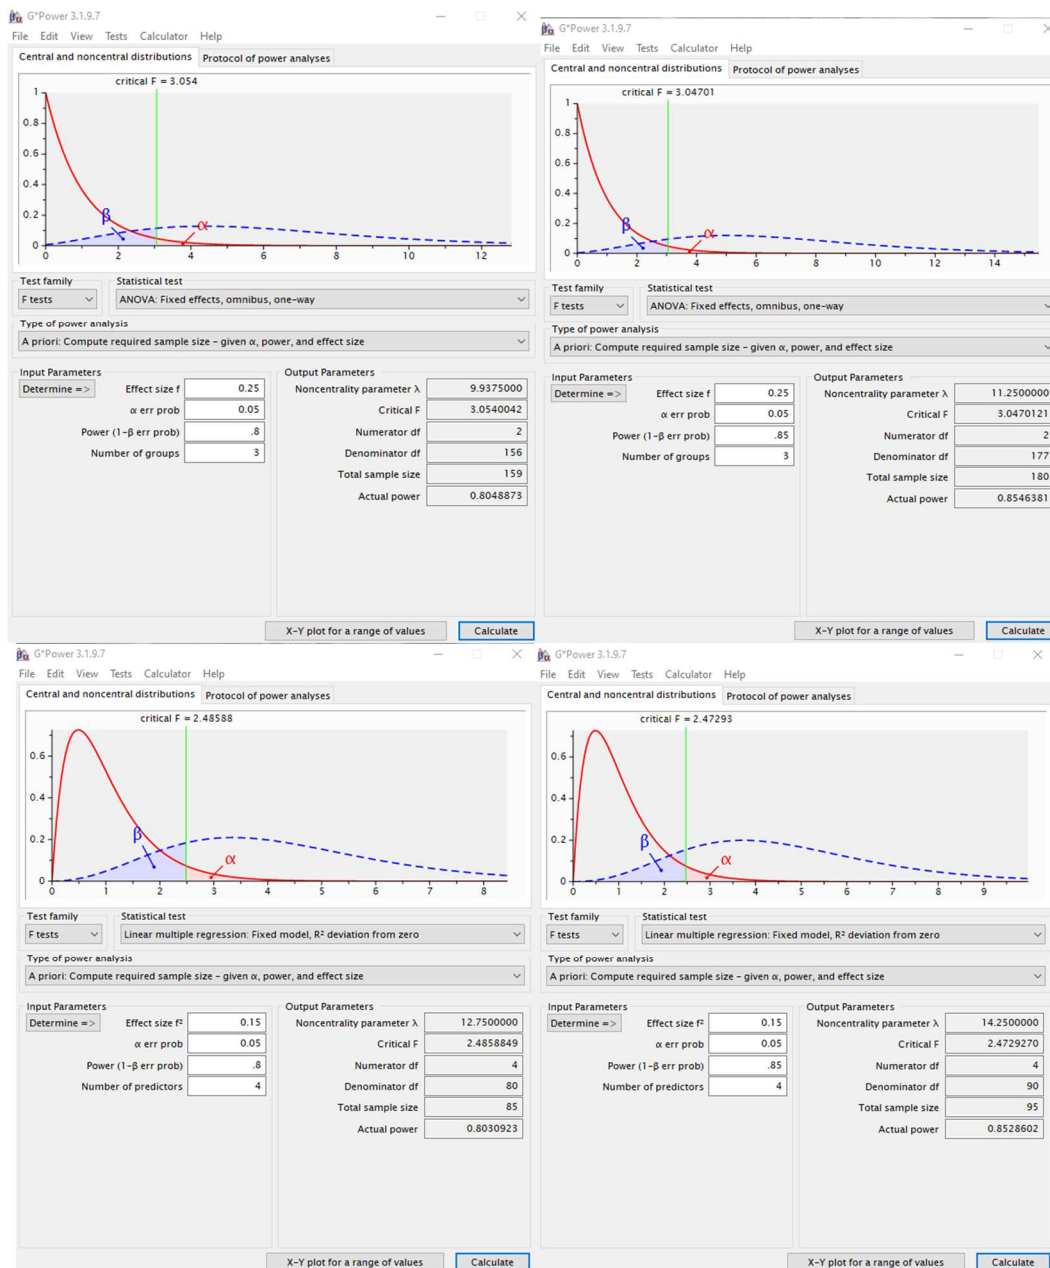 G*Power 3.1.9.7
File Edit View Tests Calculator Help
Central and noncentral distributions Protocol of power analyses
critical F = 3.054
1
0.8
0.6
0.4
0.2
0
β
α
0 2 4 6 8 10 12
Test family Statistical test
F tests ANOVA: Fixed effects, omnibus, one-way
Type of power analysis
A priori: Compute required sample size – given α, power, and effect size
Input Parameters Output Parameters
Determine => Effect size f 0.25 Noncentrality parameter λ 9.9375000
α err prob 0.05 Critical F 3.0540042
Power (1-β err prob) .8 Numerator df 2
Number of groups 3 Denominator df 156
Total sample size 159
Actual power 0.8048873
X-Y plot for a range of values Calculate
G*Power 3.1.9.7
File Edit View Tests Calculator Help
Central and noncentral distributions Protocol of power analyses
critical F = 3.04701
1
0.8
0.6
0.4
0.2
0
β
α
0 2 4 6 8 10 12 14
Test family Statistical test
F tests ANOVA: Fixed effects, omnibus, one-way
Type of power analysis
A priori: Compute required sample size – given α, power, and effect size
Input Parameters Output Parameters
Determine => Effect size f 0.25 Noncentrality parameter λ 11.2500000
α err prob 0.05 Critical F 3.0470121
Power (1-β err prob) .85 Numerator df 2
Number of groups 3 Denominator df 177
Total sample size 180
Actual power 0.8546381
X-Y plot for a range of values Calculate
G*Power 3.1.9.7
File Edit View Tests Calculator Help
Central and noncentral distributions Protocol of power analyses
critical F = 2.48588
0.6
0.4
0.2
0
β
α
0 1 2 3 4 5 6 7 8
Test family Statistical test
F tests Linear multiple regression: Fixed model, R² deviation from zero
Type of power analysis
A priori: Compute required sample size – given α, power, and effect size
Input Parameters Output Parameters
Determine => Effect size f² 0.15 Noncentrality parameter λ 12.7500000
α err prob 0.05 Critical F 2.4858849
Power (1-β err prob) .8 Numerator df 4
Number of predictors 4 Denominator df 80
Total sample size 85
Actual power 0.8030923
X-Y plot for a range of values Calculate
G*Power 3.1.9.7
File Edit View Tests Calculator Help
Central and noncentral distributions Protocol of power analyses
critical F = 2.47293
0.6
0.4
0.2
0
β
α
0 1 2 3 4 5 6 7 8 9
Test family Statistical test
F tests Linear multiple regression: Fixed model, R² deviation from zero
Type of power analysis
A priori: Compute required sample size – given α, power, and effect size
Input Parameters Output Parameters
Determine => Effect size f² 0.15 Noncentrality parameter λ 14.2500000
α err prob 0.05 Critical F 2.4729270
Power (1-β err prob) .85 Numerator df 4
Number of predictors 4 Denominator df 90
Total sample size 95
Actual power 0.8528602
X-Y plot for a range of values Calculate